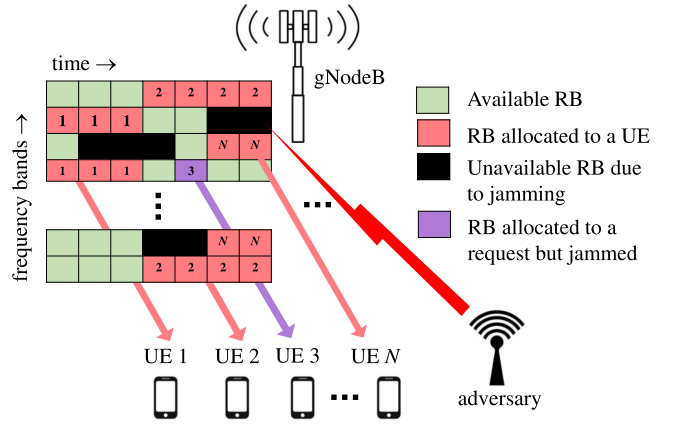 time →
gNodeB
frequency bands →
2 2 2 2
1 1 1
N N
1 1 1 3
N N
2 2 2 2
Available RB
RB allocated to a UE
Unavailable RB due
to jamming
RB allocated to a
request but jammed
UE 1 UE 2 UE 3 UE N
adversary